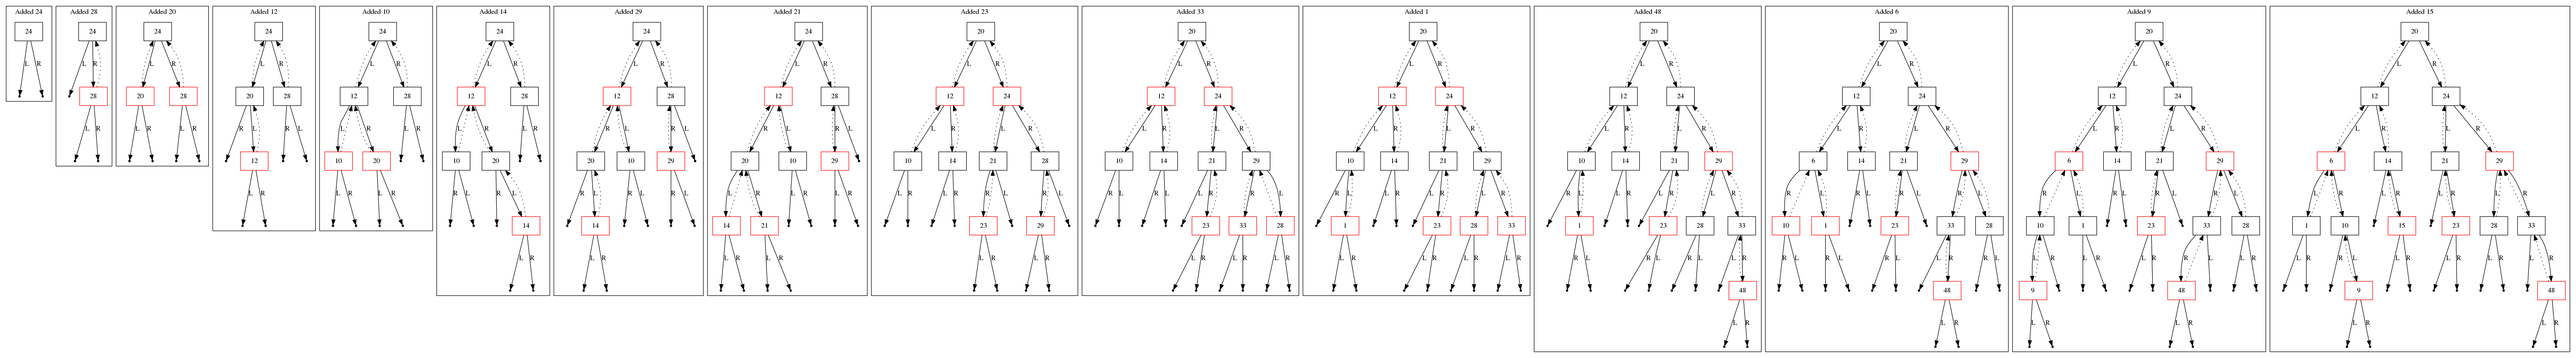 Added 24
24
L R
Added 28
24
L R
28
L R
Added 20
24
L R
20 28
L R L R
Added 12
24
L R
20 28
R L R L
12
L R
Added 10
24
L R
12 28
L R L R
10 20
L R L R
Added 14
24
L R
12 28
L R L R
10 20
R L R L
14
L R
Added 29
24
L R
12 28
R L R L
20 10 29
R L L R R L
14
L R
Added 21
24
L R
12 28
R L R L
20 10 29
L R L R L R
14 21
L R L R
Added 23
20
L R
12 24
L R L R
10 14 21 28
L R L R R L R L
23 29
L R L R
Added 33
20
L R
12 24
L R L R
10 14 21 29
R L L R L R R L
23 33 28
L R L R L R
Added 1
20
L R
12 24
L R L R
10 14 21 29
R L L R L R L R
1 23 28 33
L R L R L R L R
Added 48
20
L R
12 24
L R L R
10 14 21 29
R L L R L R L R
1 23 28 33
R L R L R L L R
48
L R
Added 6
20
L R
12 24
L R L R
6 14 21 29
R L R L R L R L
10 1 23 33 28
R L R L R L L R R L
48
L R
Added 9
20
L R
12 24
L R L R
6 14 21 29
R L R L R L R L
10 1 23 33 28
L R L R L R R L L R
9 48
L R L R
Added 15
20
L R
12 24
L R L R
6 14 21 29
L R L R L R L R
1 10 15 23 28 33
L R R L L R L R L R L R
9 48
L R L R